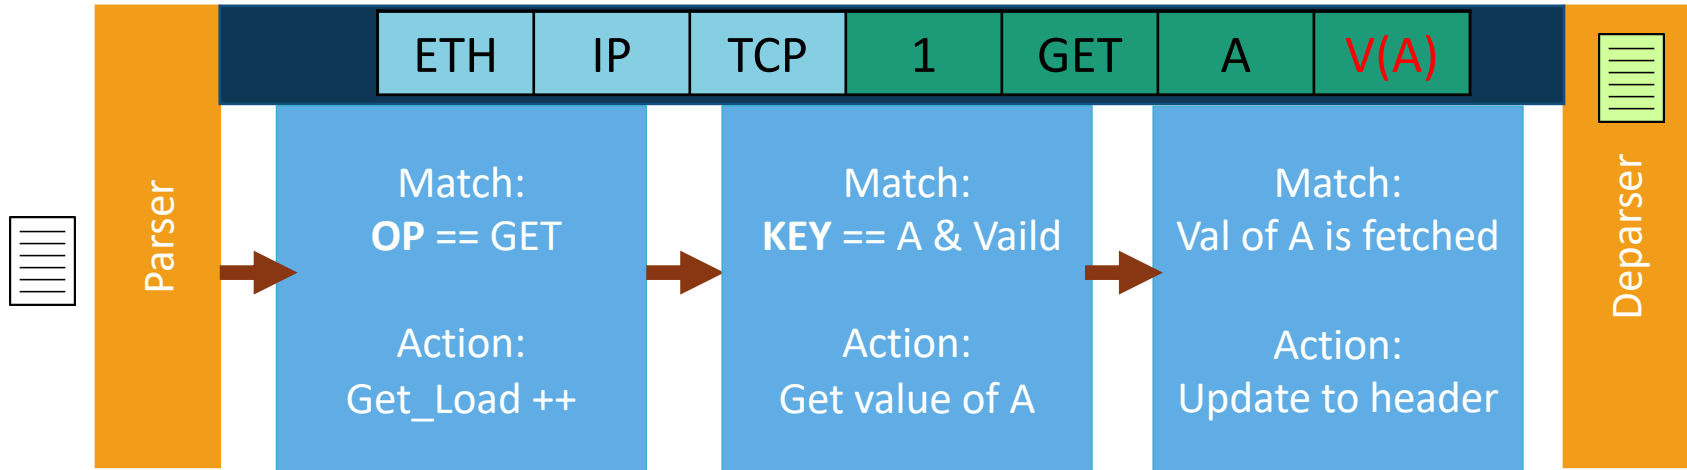 ETH IP TCP 1 GET A V(A)
Parser
Match:
OP == GET
Action:
Get_Load ++
Match:
KEY == A & Vaild
Action:
Get value of A
Match:
Val of A is fetched
Action:
Update to header
Deparser